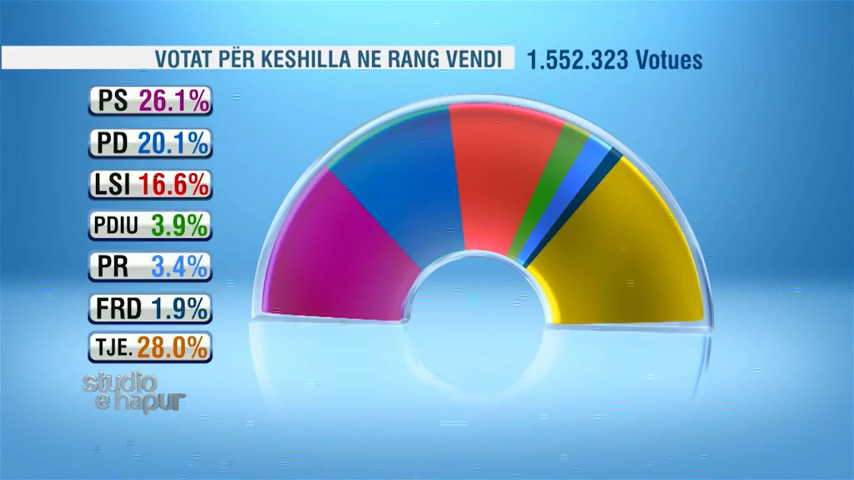 VOTAT PËR KESHILLA NE RANG VENDI 1.552.323 Votues
PS 26.1%
PD 20.1%
LSI 16.6%
PDIU 3.9%
PR 3.4%
FRD 1.9%
TJE. 28.0%
studio
e hapur